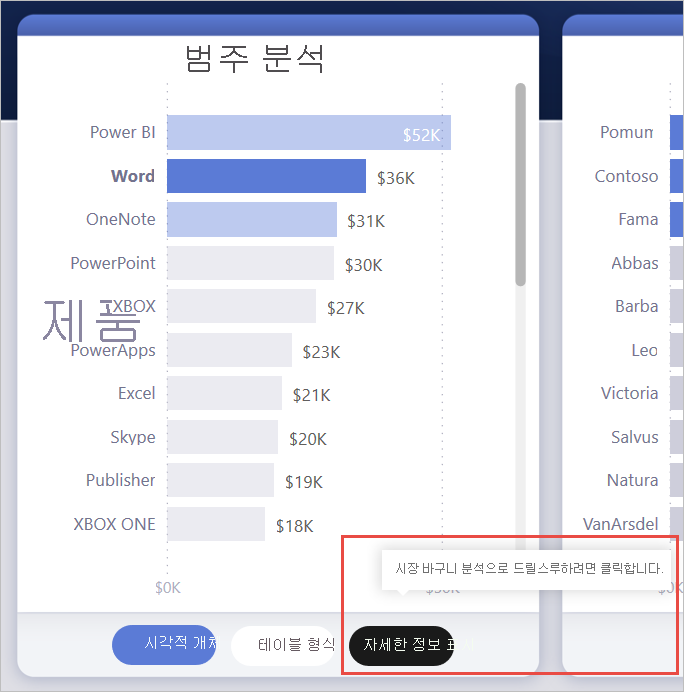 범주 분석
Power BI $52K
Word $36K
OneNote $31K
PowerPoint $30K
XBOX $27K
제품
PowerApps $23K
Excel $21K
Skype $20K
Publisher $19K
XBOX ONE $18K
$0K
시장 바구니 분석으로 드릴스루하려면 클릭합니다.
시각적 개체
테이블 형식
자세한 정보
Pomum
Contoso
Fama
Abbas
Barba
Leo
Victoria
Salvus
Natura
VanArsdel